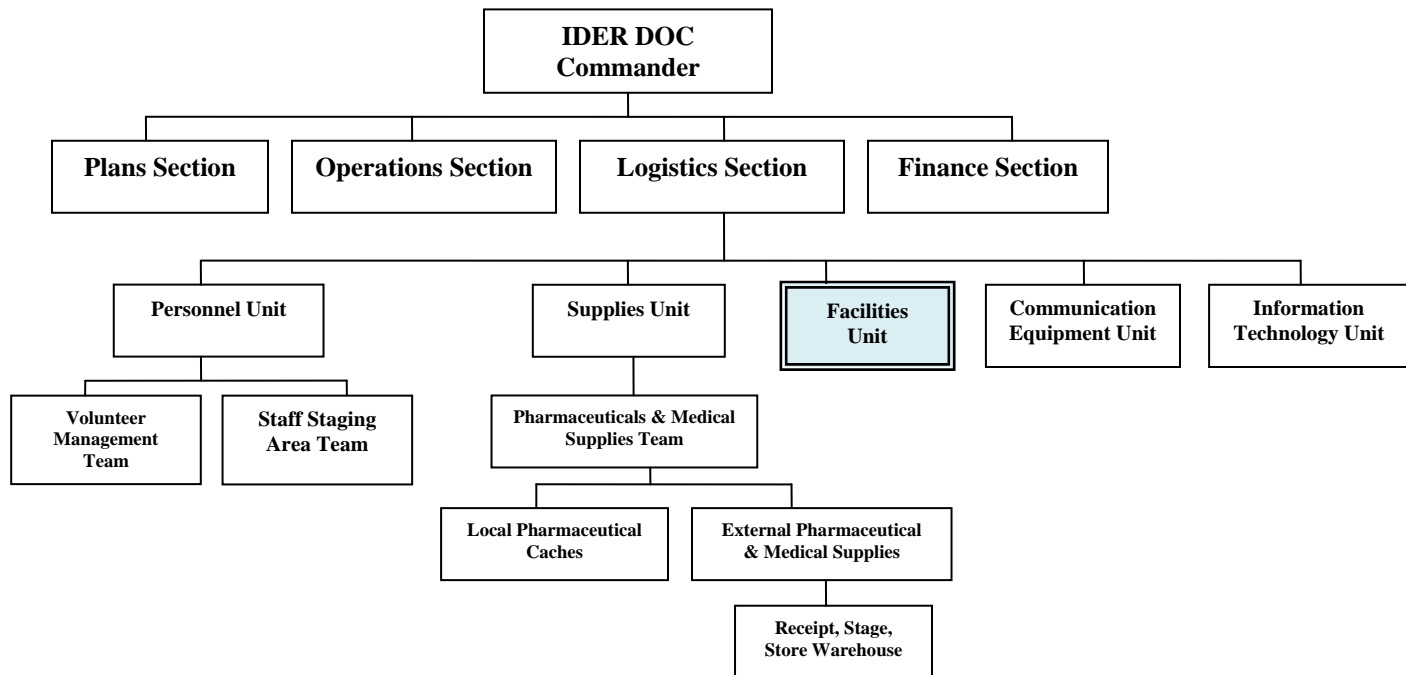 IDER DOC
Commander
Plans Section
Operations Section
Logistics Section
Finance Section
Personnel Unit
Supplies Unit
Facilities
Unit
Communication
Equipment Unit
Information
Technology Unit
Volunteer
Management
Team
Staff Staging
Area Team
Pharmaceuticals & Medical
Supplies Team
Local Pharmaceutical
Caches
External Pharmaceutical
& Medical Supplies
Receipt, Stage,
Store Warehouse